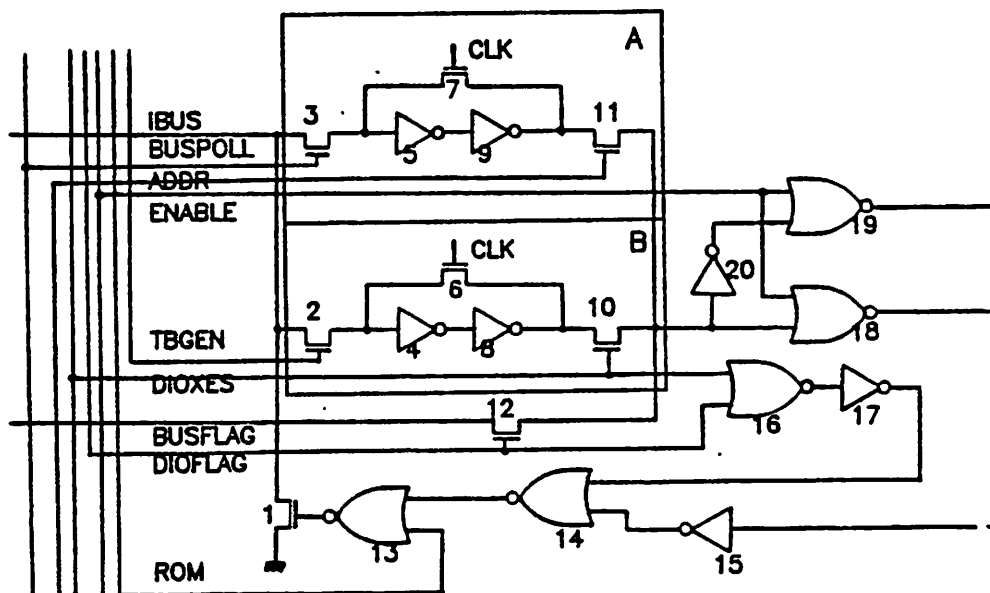 A
CLK
3
7
11
IBUS
5
9
BUSPOLL
ADDR
ENABLE
19
B
CLK
20
2
6
10
TBGEN
4
8
18
DIOXES
12
16
17
BUSFLAG
DIOFLAG
1
13
14
15
ROM